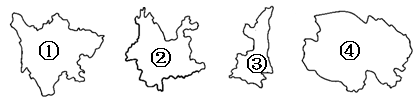 ① ② ③ ④